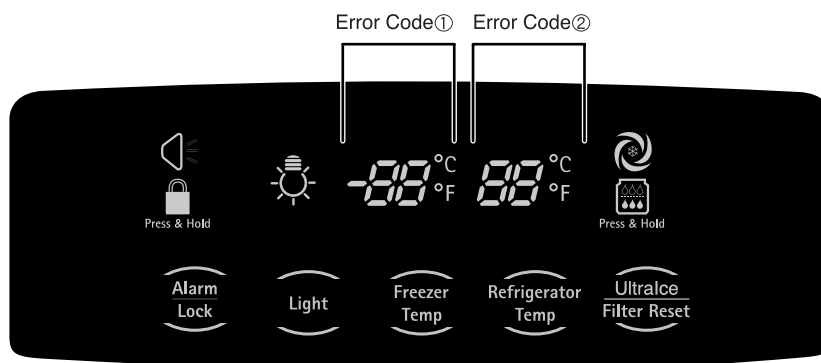 Error Code① Error Code②
-88 °C °F 88 °C °F
Press & Hold Press & Hold
Alarm Lock
Light
Freezer Temp
Refrigerator Temp
UltraIce Filter Reset